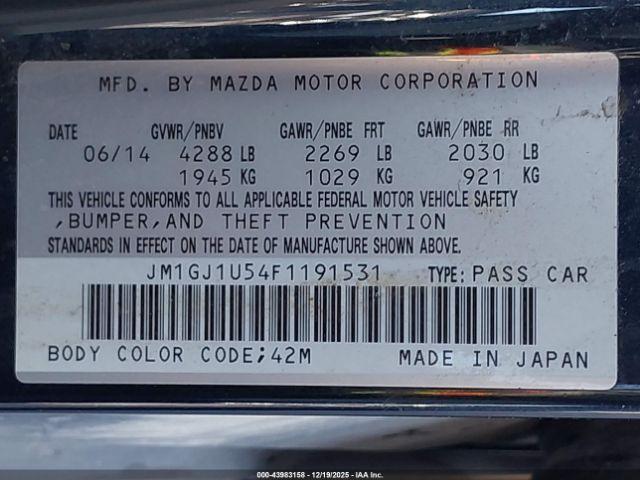 MFD. BY MAZDA MOTOR CORPORATION
DATE GVWR/PNBV GAWR/PNBE FRT GAWR/PNBE RR
06/14 4288 LB 2269 LB 2030 LB
1945 KG 1029 KG 921 KG
THIS VEHICLE CONFORMS TO ALL APPLICABLE FEDERAL MOTOR VEHICLE SAFETY
,BUMPER,AND THEFT PREVENTION
STANDARDS IN EFFECT ON THE DATE OF MANUFACTURE SHOWN ABOVE.
JM1GJ1U54F1191531 TYPE: PASS CAR
BODY COLOR CODE;42M MADE IN JAPAN
000-43983158 - 12/19/2025 - IAA Inc.